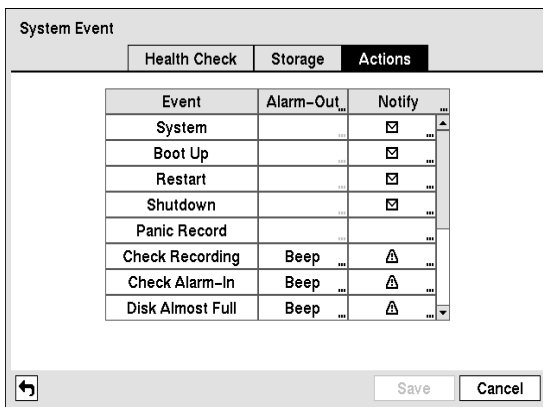 System Event
Health Check Storage Actions
Event Alarm-Out... Notify ...
System ... ...
Boot Up ... ...
Restart ... ...
Shutdown ... ...
Panic Record ... ...
Check Recording Beep ... ...
Check Alarm-In Beep ... ...
Disk Almost Full Beep ... ...
Save Cancel